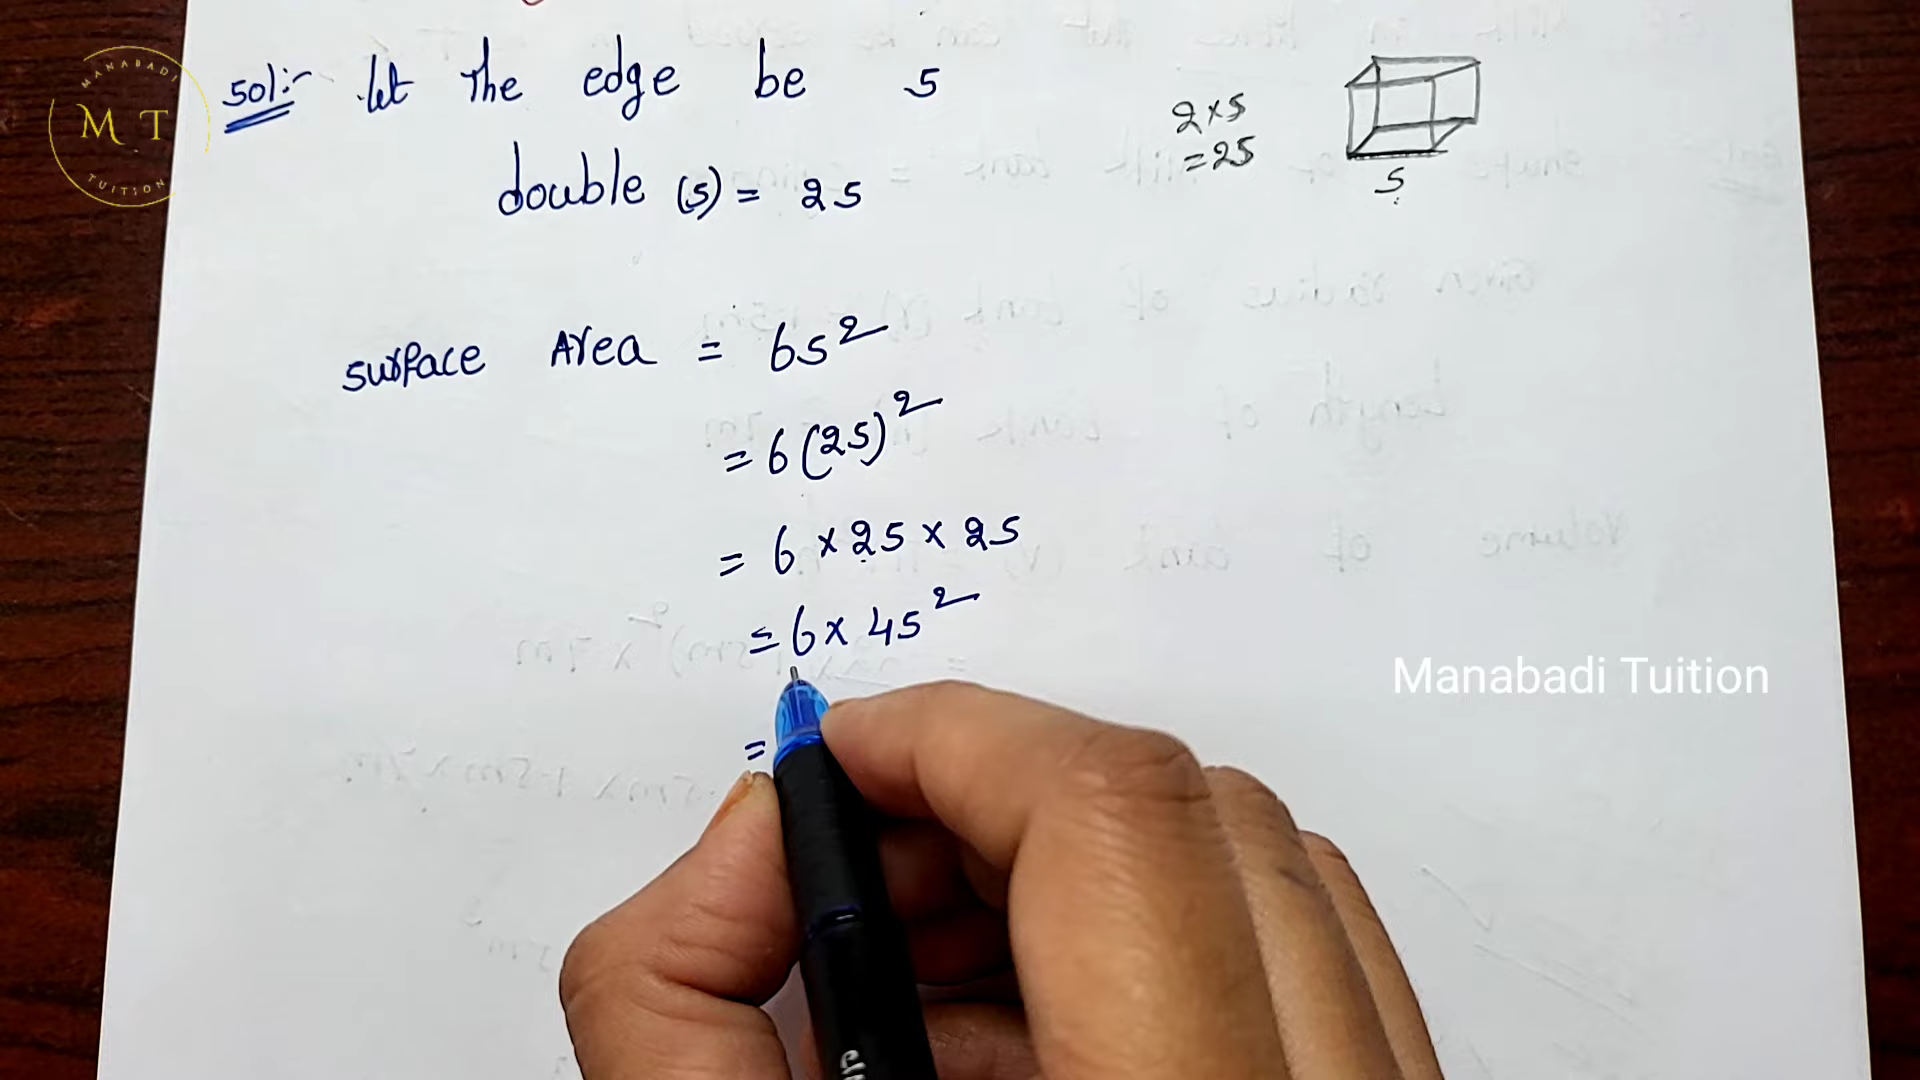 MANABADI
M T
TUITION
Sol:- let The edge be s
double (s) = 2s
2×s
=2s
s
Surface Area = 6s²
= 6(2s)²
= 6 × 2s × 2s
= 6 × 4s²
=
Manabadi Tuition